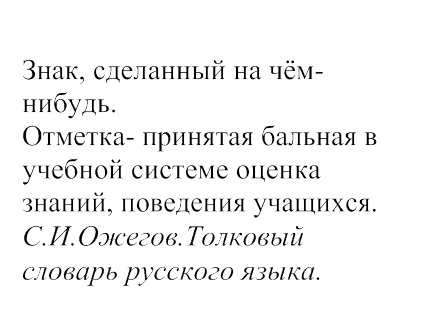 Знак, сделанный на чём-
нибудь.
Отметка- принятая бальная в
учебной системе оценка
знаний, поведения учащихся.
С.И.Ожегов.Толковый
словарь русского языка.